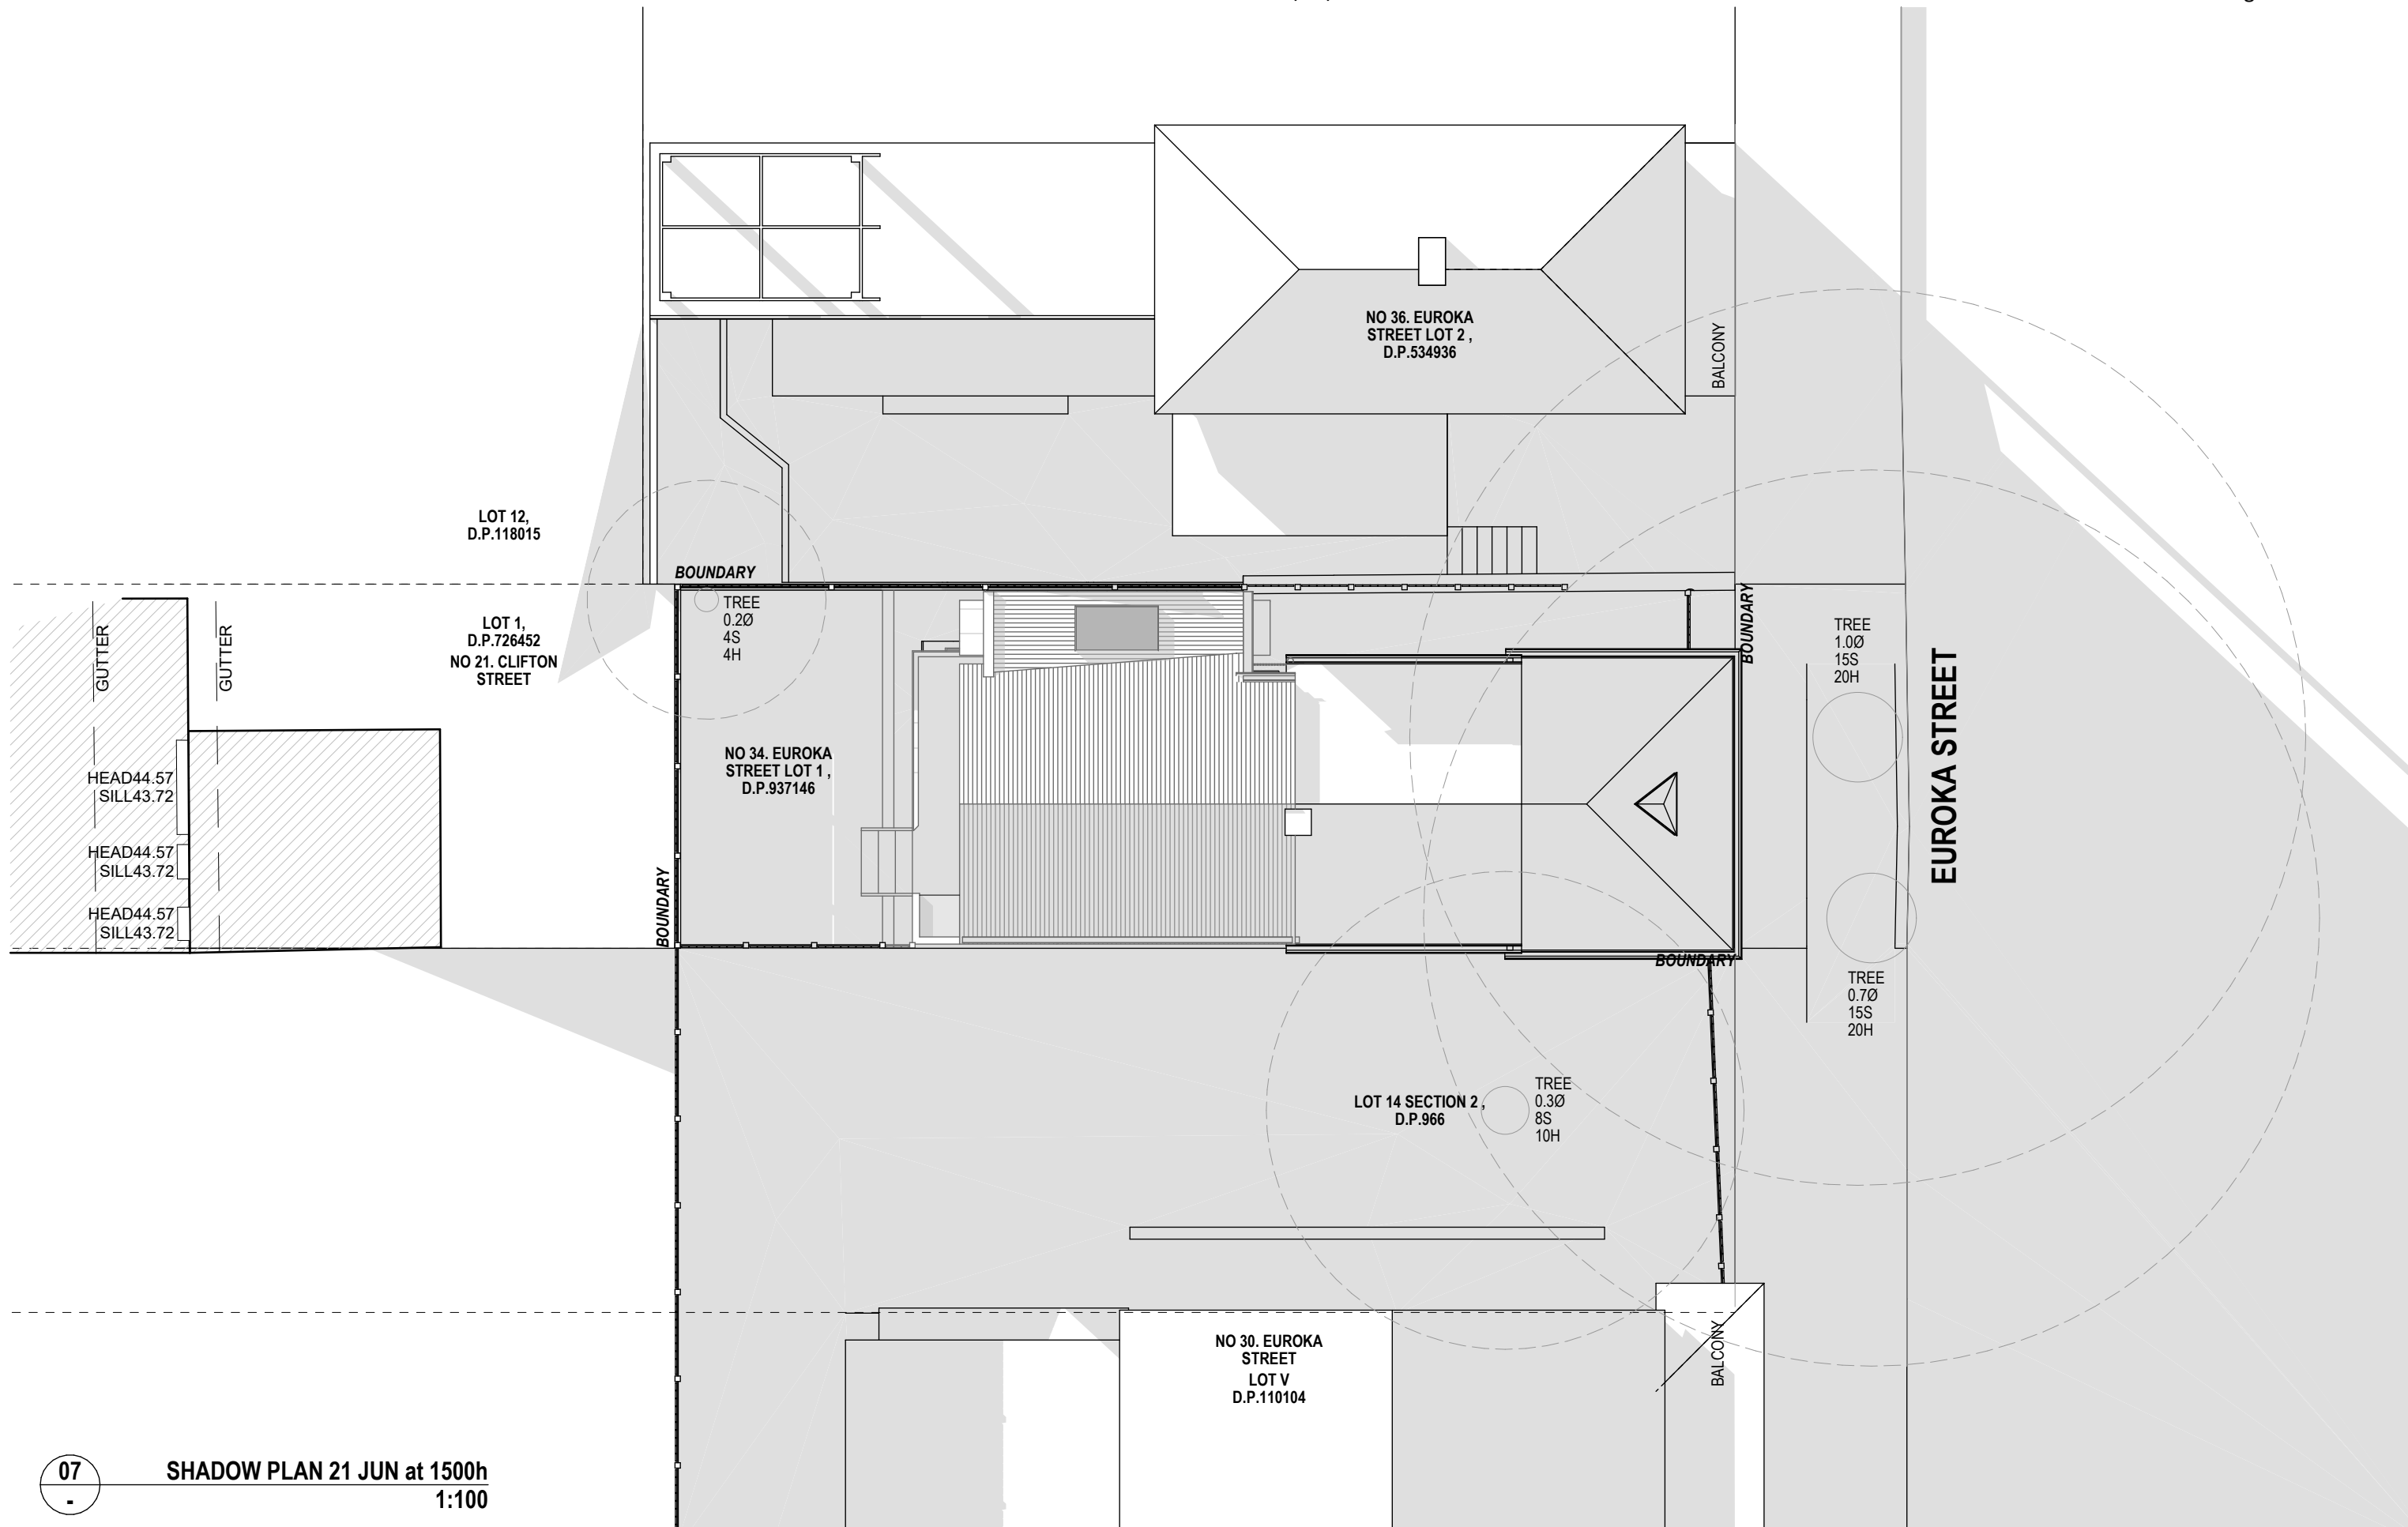 NO 36. EUROKA
STREET LOT 2 ,
D.P.534936
BALCONY
LOT 12,
D.P.118015
BOUNDARY
TREE
0.2Ø
4S
4H
LOT 1,
D.P.726452
NO 21. CLIFTON
STREET
GUTTER
GUTTER
BOUNDARY
TREE
1.0Ø
15S
20H
EUROKA STREET
NO 34. EUROKA
STREET LOT 1 ,
D.P.937146
HEAD44.57
SILL43.72
HEAD44.57
SILL43.72
HEAD44.57
SILL43.72
BOUNDARY
BOUNDARY
TREE
0.7Ø
15S
20H
LOT 14 SECTION 2 ,
D.P.966
TREE
0.3Ø
8S
10H
NO 30. EUROKA
STREET
LOT V
D.P.110104
BALCONY
07
-
SHADOW PLAN 21 JUN at 1500h
1:100